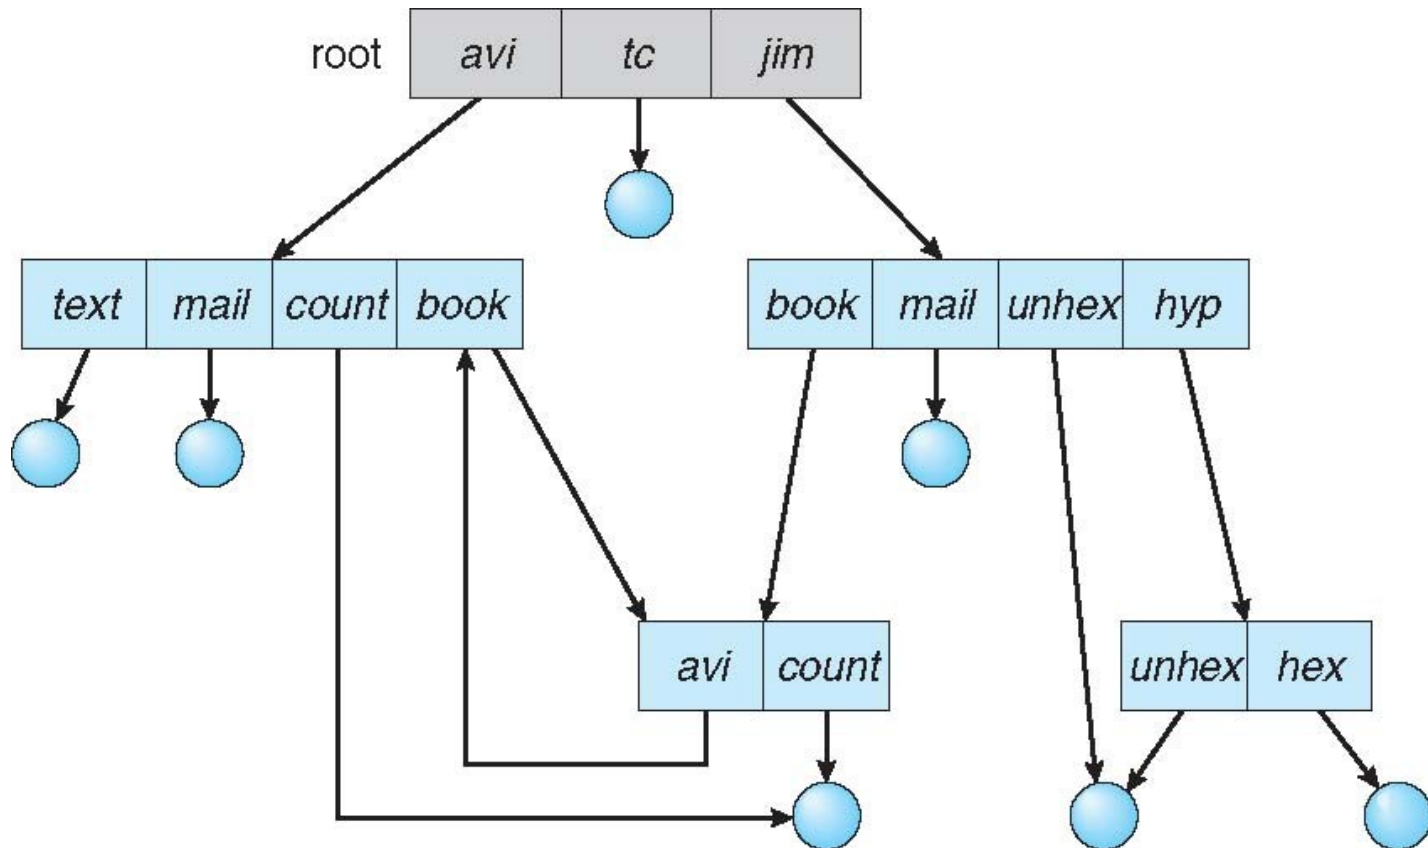 root avi tc jim
text mail count book book mail unhex hyp
avi count unhex hex